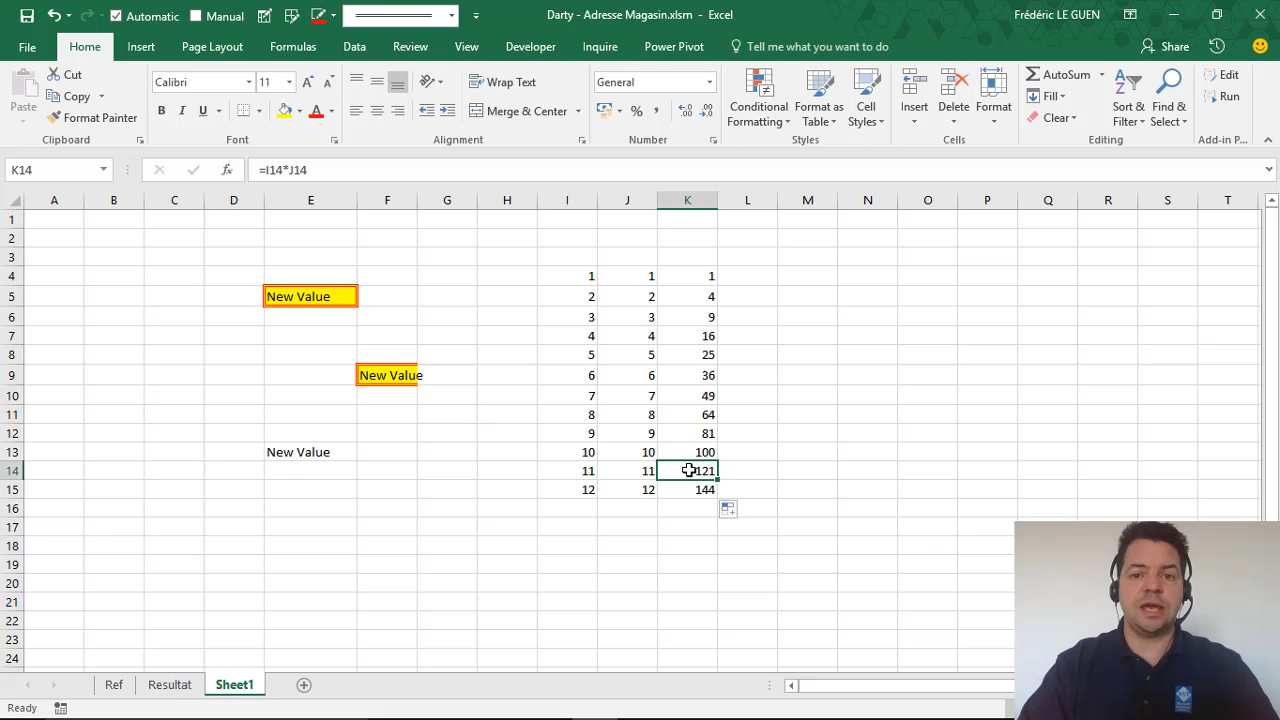 Automatic Manual Darty - Adresse Magasin.xlsm - Excel Frédéric LE GUEN
File Home Insert Page Layout Formulas Data Review View Developer Inquire Power Pivot Tell me what you want to do Share
Cut
Copy
Format Painter
Paste
Clipboard
Calibri 11
B I U
Font
Wrap Text
Merge & Center
Alignment
General
Number
Conditional Formatting
Format as Table
Cell Styles
Styles
Insert
Delete
Format
Cells
AutoSum
Fill
Clear
Sort & Filter
Find & Select
Editing
Edit
Run
Add-in P...
K14 fx =I14*J14
A B C D E F G H I J K L M N O P Q R S T
1
2
3
4 1 1 1
5 New Value 2 2 4
6 3 3 9
7 4 4 16
8 5 5 25
9 New Value 6 6 36
10 7 7 49
11 8 8 64
12 9 9 81
13 New Value 10 10 100
14 11 11 121
15 12 12 144
16
17
18
19
20
21
22
23
24
Ref Resultat Sheet1
Ready